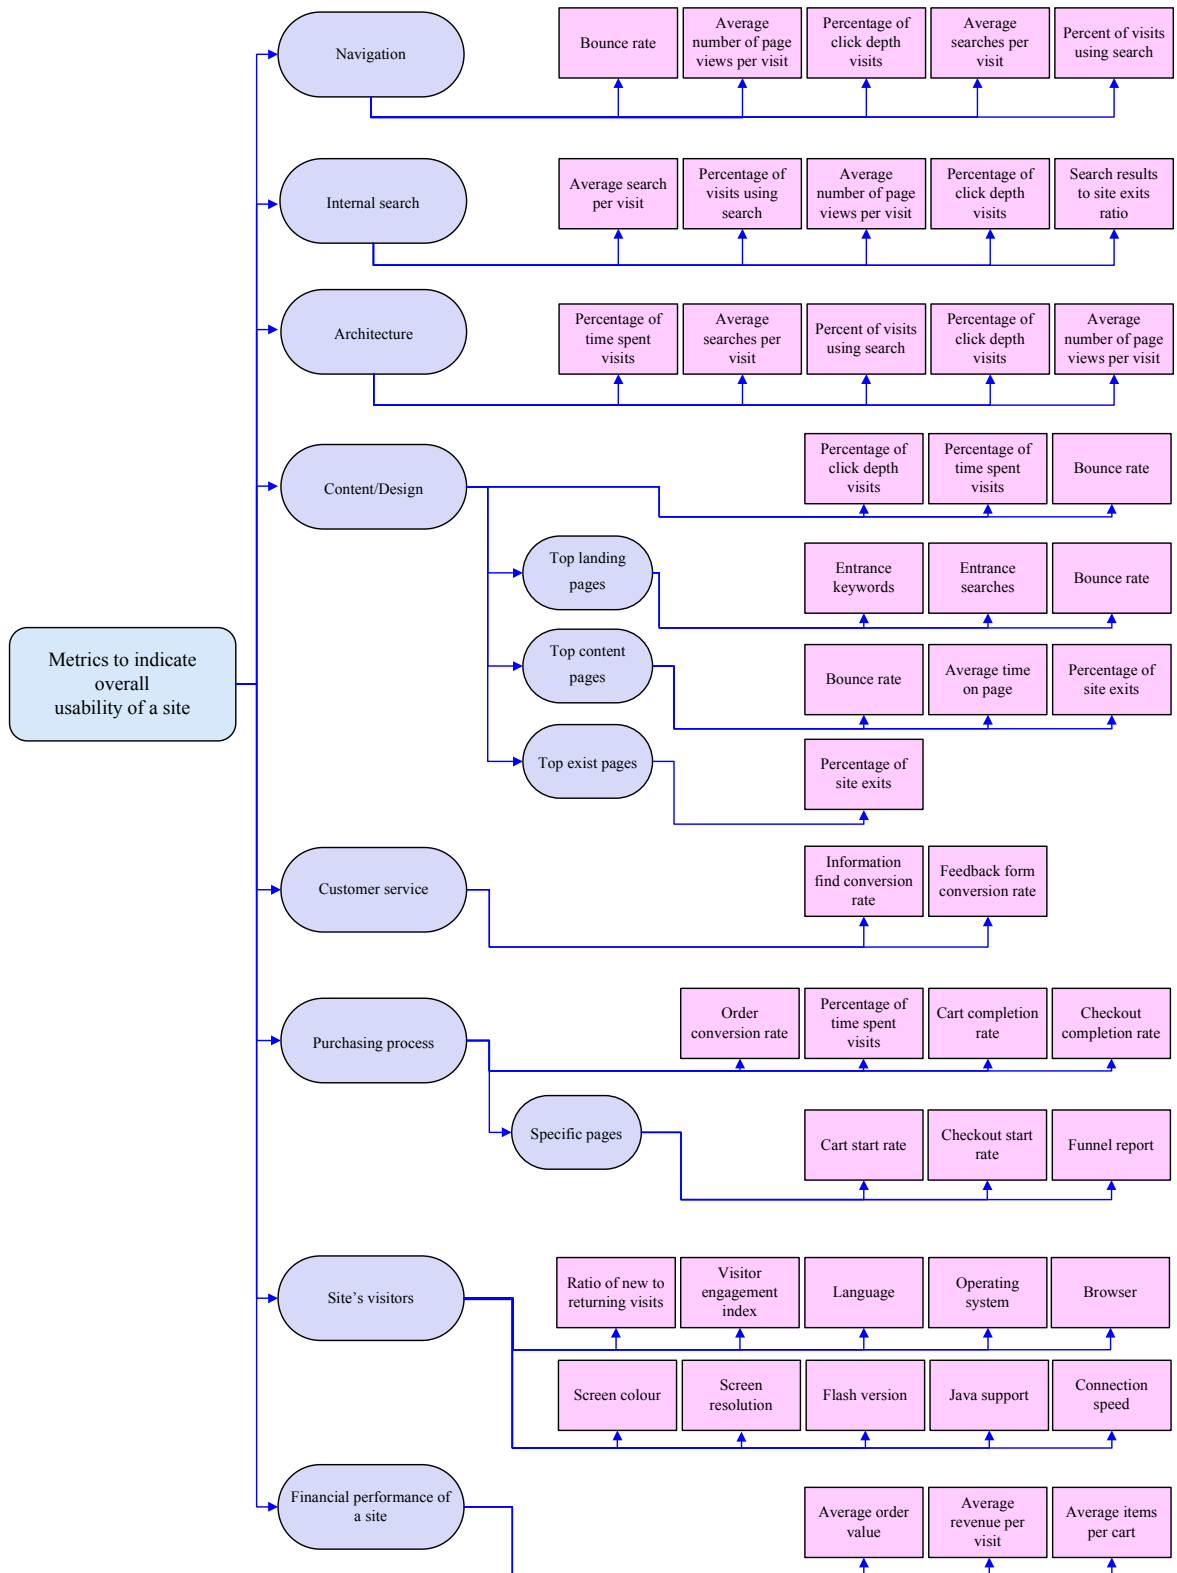 Navigation
Bounce rate
Average
number of page
views per visit
Percentage of
click depth
visits
Average
searches per
visit
Percent of visits
using search
Internal search
Average search
per visit
Percentage of
visits using
search
Average
number of page
views per visit
Percentage of
click depth
visits
Search results
to site exits
ratio
Architecture
Percentage of
time spent
visits
Average
searches per
visit
Percent of visits
using search
Percentage of
click depth
visits
Average
number of page
views per visit
Content/Design
Percentage of
click depth
visits
Percentage of
time spent
visits
Bounce rate
Top landing
pages
Entrance
keywords
Entrance
searches
Bounce rate
Metrics to indicate
overall
usability of a site
Top content
pages
Bounce rate
Average time
on page
Percentage of
site exits
Top exist pages
Percentage of
site exits
Customer service
Information
find conversion
rate
Feedback form
conversion rate
Purchasing process
Order
conversion rate
Percentage of
time spent
visits
Cart completion
rate
Checkout
completion rate
Specific pages
Cart start rate
Checkout start
rate
Funnel report
Site’s visitors
Ratio of new to
returning visits
Visitor
engagement
index
Language
Operating
system
Browser
Screen colour
Screen
resolution
Flash version
Java support
Connection
speed
Financial performance of
a site
Average order
value
Average
revenue per
visit
Average items
per cart